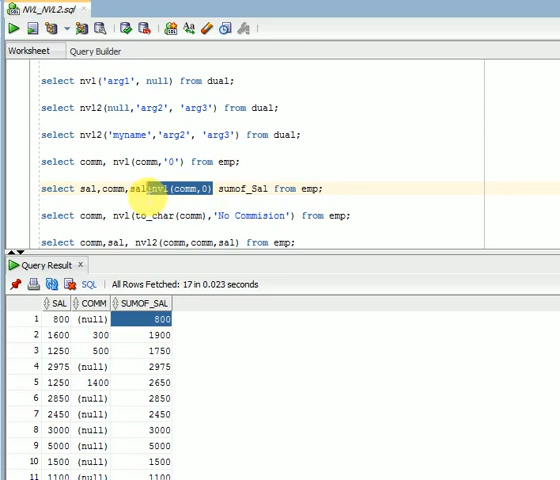 NVL_NVL2.sql
Worksheet Query Builder
select nvl('arg1', null) from dual;
select nvl2(null,'arg2', 'arg3') from dual;
select nvl2('myname','arg2', 'arg3') from dual;
select comm, nvl(comm,'0') from emp;
select sal,comm,sal+nvl(comm,0) sumof_Sal from emp;
select comm, nvl(to_char(comm),'No Commision') from emp;
select comm,sal, nvl2(comm,comm,sal) from emp;
Query Result x
SQL | All Rows Fetched: 17 in 0.023 seconds
SAL COMM SUMOF_SAL
1 800 (null) 800
2 1600 300 1900
3 1250 500 1750
4 2975 (null) 2975
5 1250 1400 2650
6 2850 (null) 2850
7 2450 (null) 2450
8 3000 (null) 3000
9 5000 (null) 5000
10 1500 (null) 1500
11 1100 (null) 1100